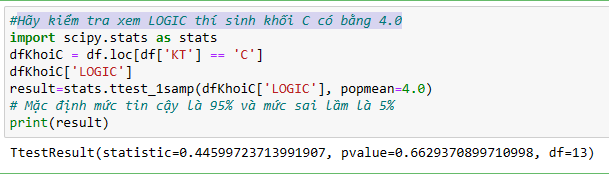 #Hãy kiểm tra xem LOGIC thí sinh khối C có bằng 4.0
import scipy.stats as stats
dfKhoiC = df.loc[df['KT'] == 'C']
dfKhoiC['LOGIC']
result=stats.ttest_1samp(dfKhoiC['LOGIC'], popmean=4.0)
# Mặc định mức tin cậy là 95% và mức sai lầm là 5%
print(result)
TtestResult(statistic=0.44599723713991907, pvalue=0.6629370899710998, df=13)